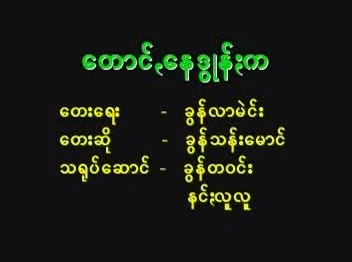 တောင်ႏနေဒွုန်ႏက
တေးရေး - ခွန်လာမဲင်း
တေးဆို - ခွန်သန်းမောင်
သရုပ်ဆောင် - ခွန်တဝင်း
နင်ႏလူလူ